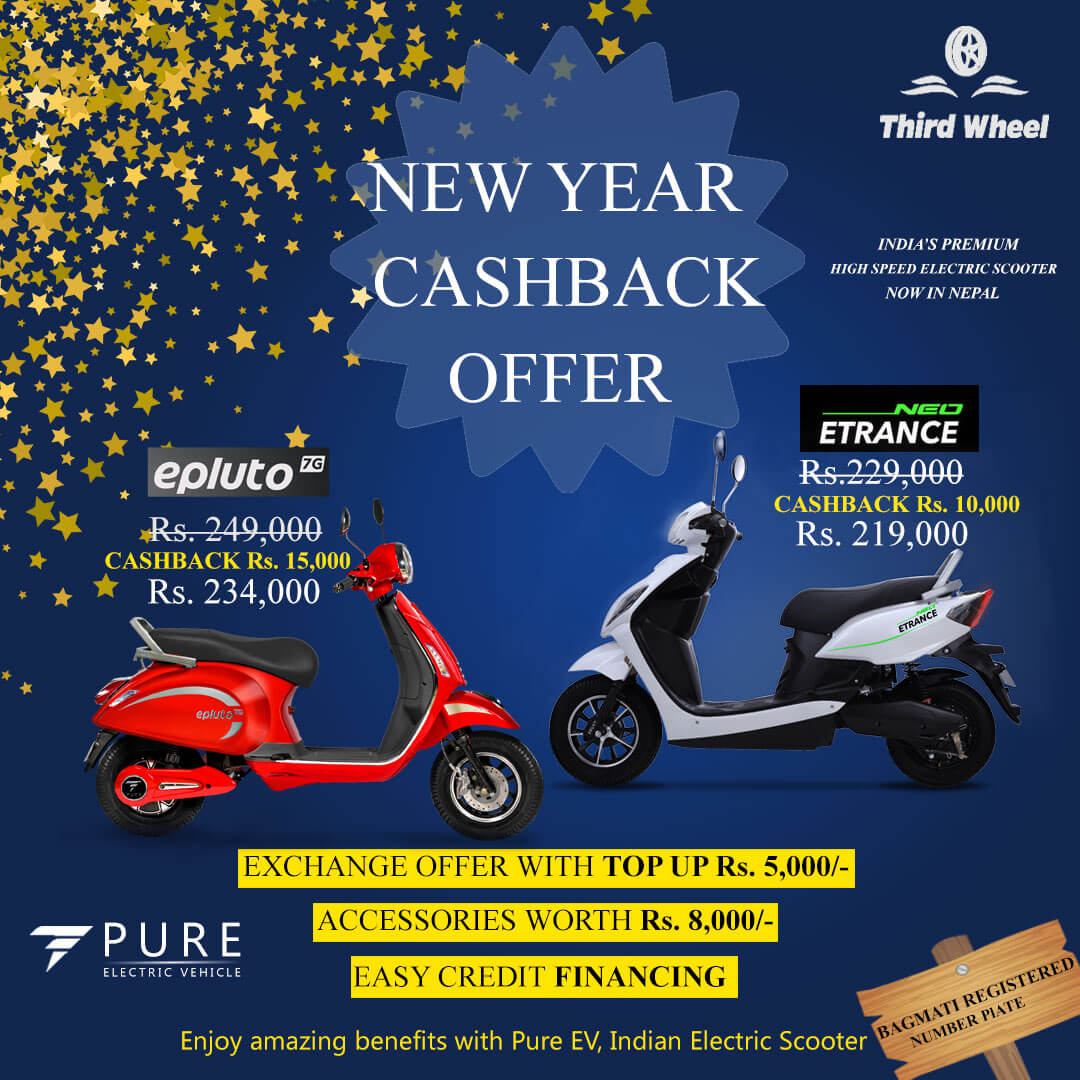 Third Wheel
NEW YEAR
CASHBACK
OFFER
INDIA'S PREMIUM
HIGH SPEED ELECTRIC SCOOTER
NOW IN NEPAL
epluto 7G
Rs. 249,000
CASHBACK Rs. 15,000
Rs. 234,000
NEO
ETRANCE
Rs.229,000
CASHBACK Rs. 10,000
Rs. 219,000
epluto 7G
NEO
ETRANCE
EXCHANGE OFFER WITH TOP UP Rs. 5,000/-
ACCESSORIES WORTH Rs. 8,000/-
EASY CREDIT FINANCING
PURE
ELECTRIC VEHICLE
BAGMATI REGISTERED
NUMBER PlATE
Enjoy amazing benefits with Pure EV, Indian Electric Scooter